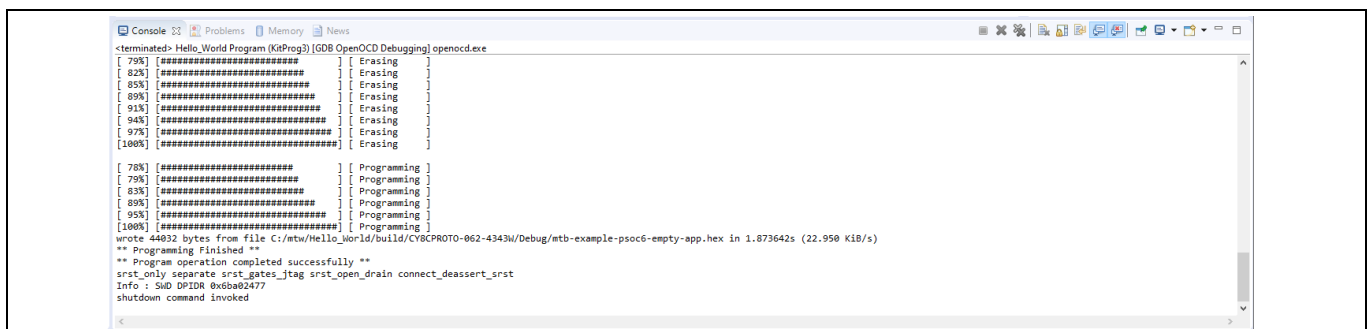 Console Problems Memory News
<terminated> Hello_World Program (KitProg3) [GDB OpenOCD Debugging] openocd.exe
[ 79%] [#########################       ] [ Erasing     ]
[ 82%] [##########################      ] [ Erasing     ]
[ 85%] [###########################     ] [ Erasing     ]
[ 89%] [############################    ] [ Erasing     ]
[ 91%] [#############################   ] [ Erasing     ]
[ 94%] [##############################  ] [ Erasing     ]
[ 97%] [############################### ] [ Erasing     ]
[100%] [################################] [ Erasing     ]
[ 78%] [########################        ] [ Programming ]
[ 79%] [#########################       ] [ Programming ]
[ 83%] [##########################      ] [ Programming ]
[ 89%] [############################    ] [ Programming ]
[ 95%] [##############################  ] [ Programming ]
[100%] [################################] [ Programming ]
wrote 44032 bytes from file C:/mtw/Hello_World/build/CY8CPROTO-062-4343W/Debug/mtb-example-psoc6-empty-app.hex in 1.873642s (22.950 KiB/s)
** Programming Finished **
** Program operation completed successfully **
srst_only separate srst_gates_jtag srst_open_drain connect_deassert_srst
Info : SWD DPIDR 0x6ba02477
shutdown command invoked